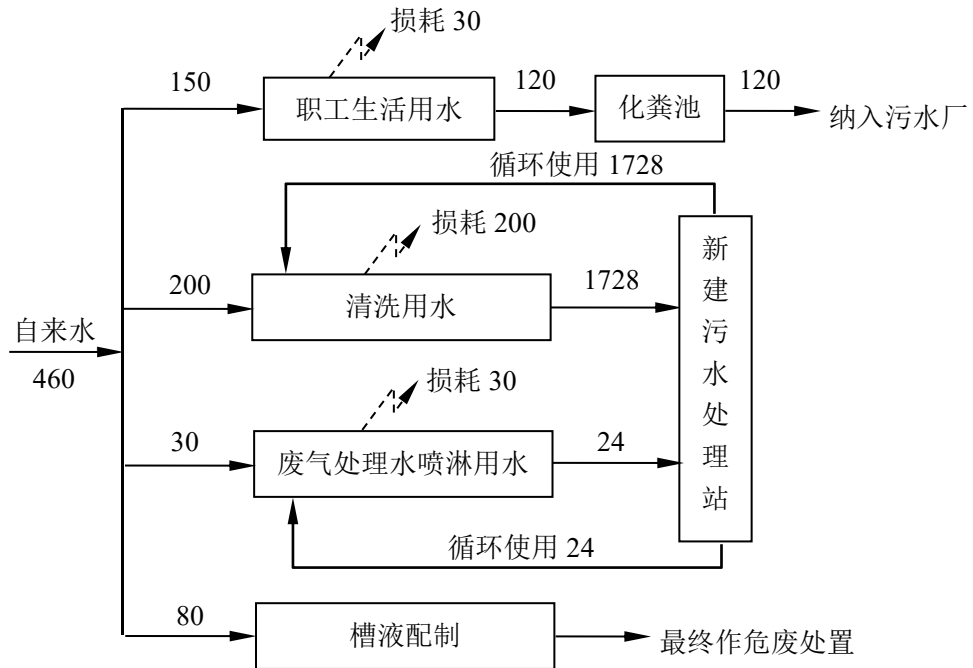 损耗 30
150
职工生活用水
120
化粪池
120
纳入污水厂
循环使用 1728
损耗 200
200
清洗用水
1728
新建污水处理站
自来水
460
损耗 30
30
废气处理水喷淋用水
24
循环使用 24
80
槽液配制
最终作危废处置